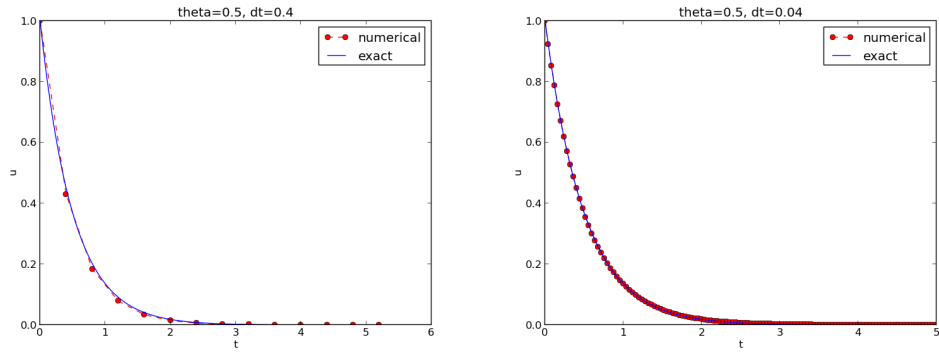 theta=0.5, dt=0.4
1.0
0.8
0.6
0.4
0.2
0.0
u
0 1 2 3 4 5 6
t
numerical
exact
theta=0.5, dt=0.04
1.0
0.8
0.6
0.4
0.2
0.0
u
0 1 2 3 4 5
t
numerical
exact